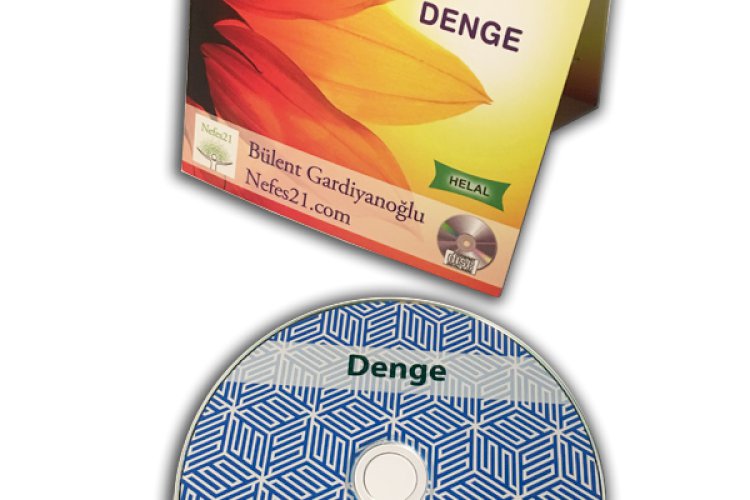 DENGE
Nefes21
Bülent Gardiyanoğlu
Nefes21.com
HELAL
Denge